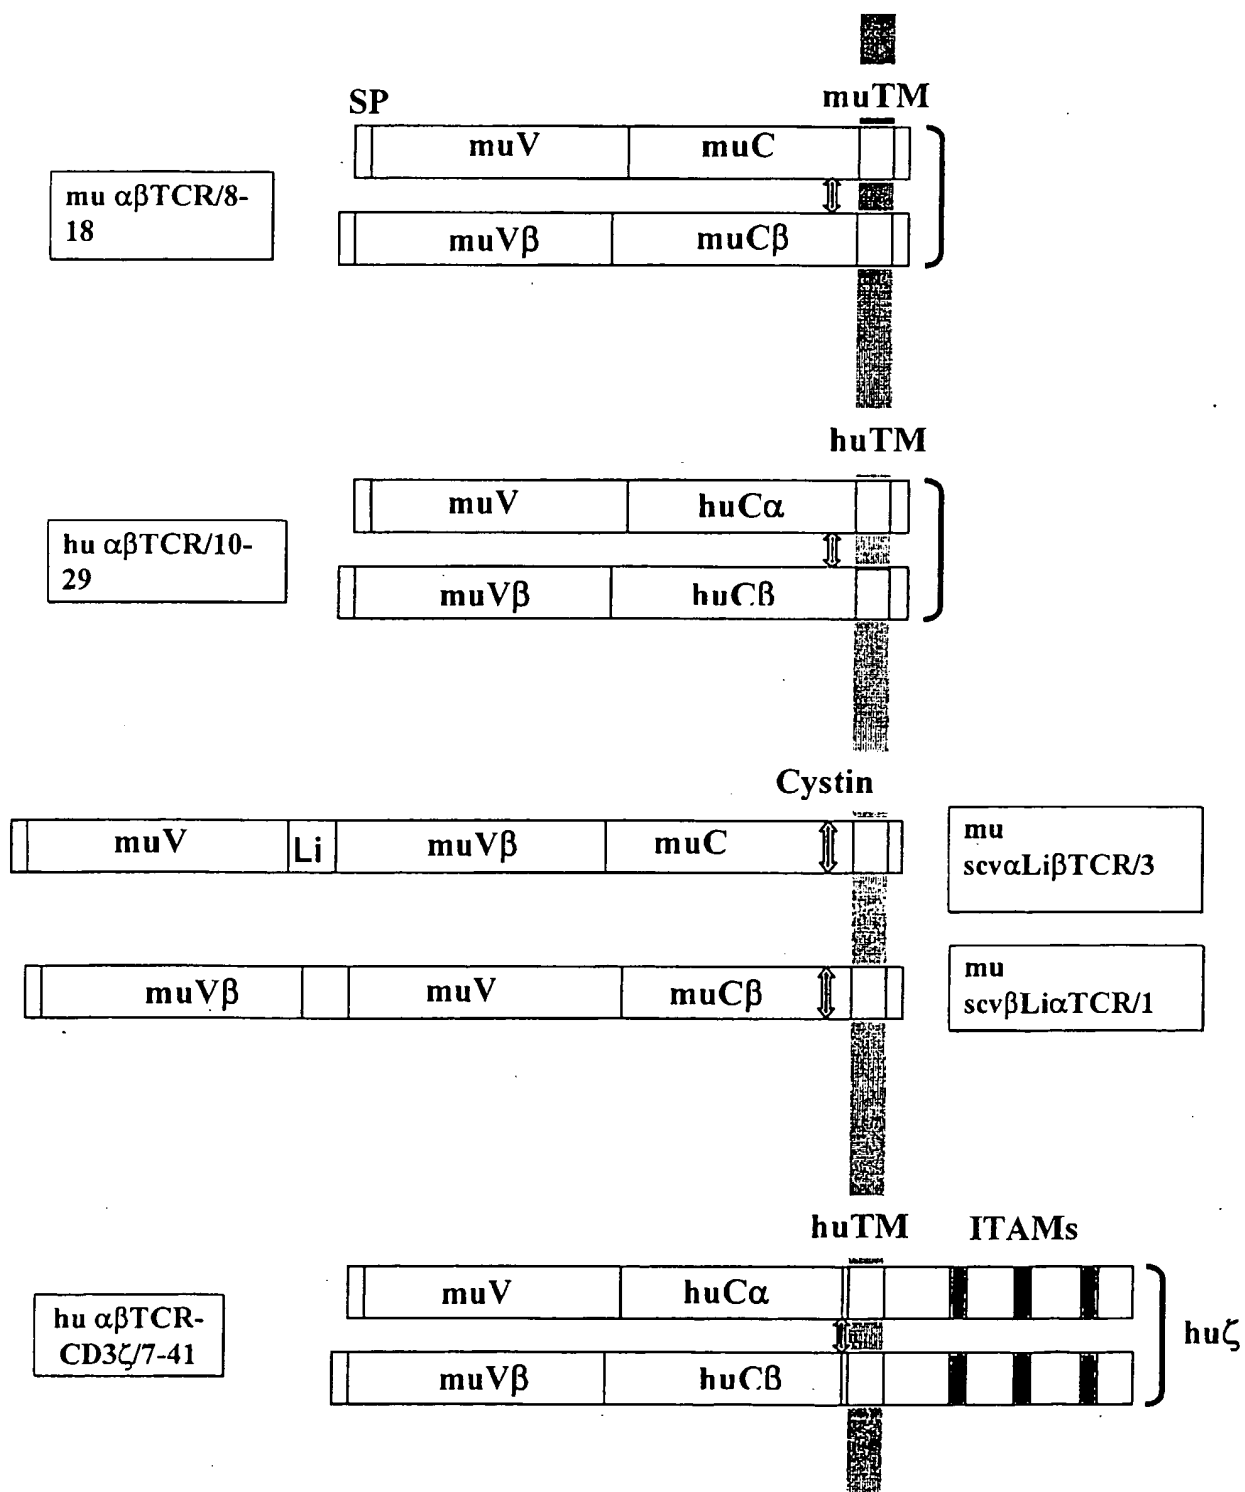 SP
muTM
muV
muC
mu αβTCR/8-
18
muVβ
muCβ
huTM
muV
huCα
hu αβTCR/10-
29
muVβ
huCß
Cystin
muV
Li
muVβ
muC
mu
scvαLiβTCR/3
muVβ
muV
muCβ
mu
scvβLiαTCR/1
huTM
ITAMs
muV
huCα
hu αβTCR-
CD3ζ/7-41
huζ
muVβ
huCß